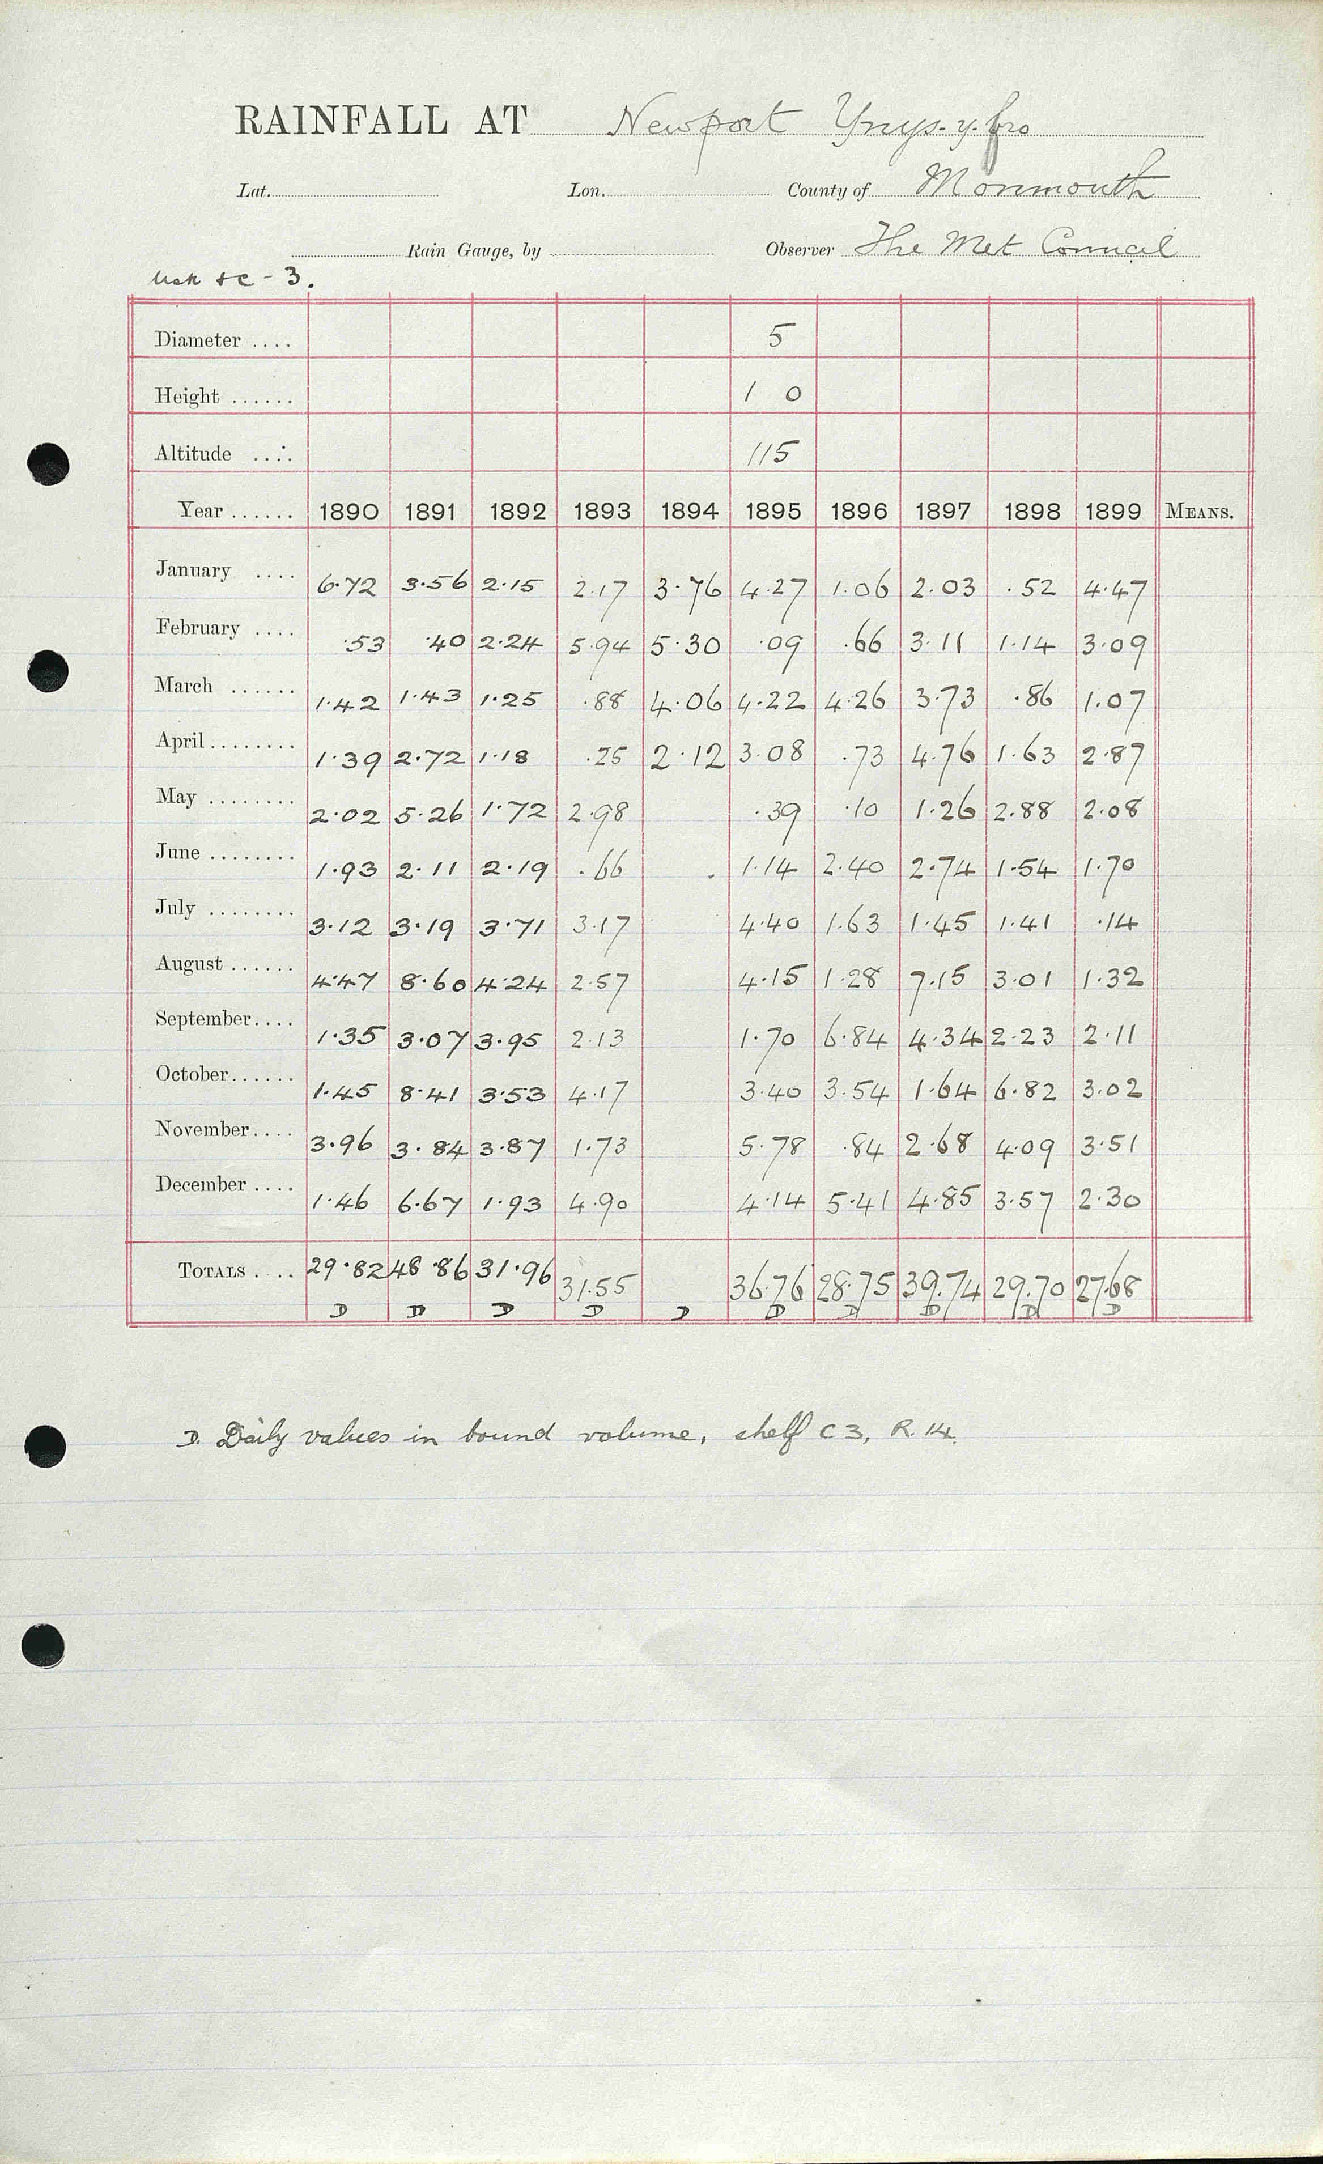 RAINFALL AT Newport Ynys-y-fro
Lat. Lon. County of Monmouth
Rain Gauge, by Observer The Met Council
Usk &c - 3.
Diameter .... 5
Height ...... 1 0
Altitude .... 115
Year ...... 1890 1891 1892 1893 1894 1895 1896 1897 1898 1899 MEANS.
January .... 6.72 3.56 2.15 2.17 3.76 4.27 1.06 2.03 .52 4.47
February .... .53 .40 2.24 5.94 5.30 .09 .66 3.11 1.14 3.09
March ...... 1.42 1.43 1.25 .88 4.06 4.22 4.26 3.73 .86 1.07
April ........ 1.39 2.72 1.18 .25 2.12 3.08 .73 4.76 1.63 2.87
May ........ 2.02 5.26 1.72 2.98 .39 .10 1.26 2.88 2.08
June ........ 1.93 2.11 2.19 .66 . 1.14 2.40 2.74 1.54 1.70
July ........ 3.12 3.19 3.71 3.17 4.40 1.63 1.45 1.41 .14
August ...... 4.47 8.60 4.24 2.57 4.15 1.28 7.15 3.01 1.32
September.... 1.35 3.07 3.95 2.13 1.70 6.84 4.34 2.23 2.11
October...... 1.45 8.41 3.53 4.17 3.40 3.54 1.64 6.82 3.02
November.... 3.96 3.84 3.87 1.73 5.78 .84 2.68 4.09 3.51
December .... 1.46 6.67 1.93 4.90 4.14 5.41 4.85 3.57 2.30
TOTALS .... 29.82 48.86 31.96 31.55 36.76 28.75 39.74 29.70 27.68
D D D D D D D D D D
D. Daily values in bound volume, shelf C3, R. 14.